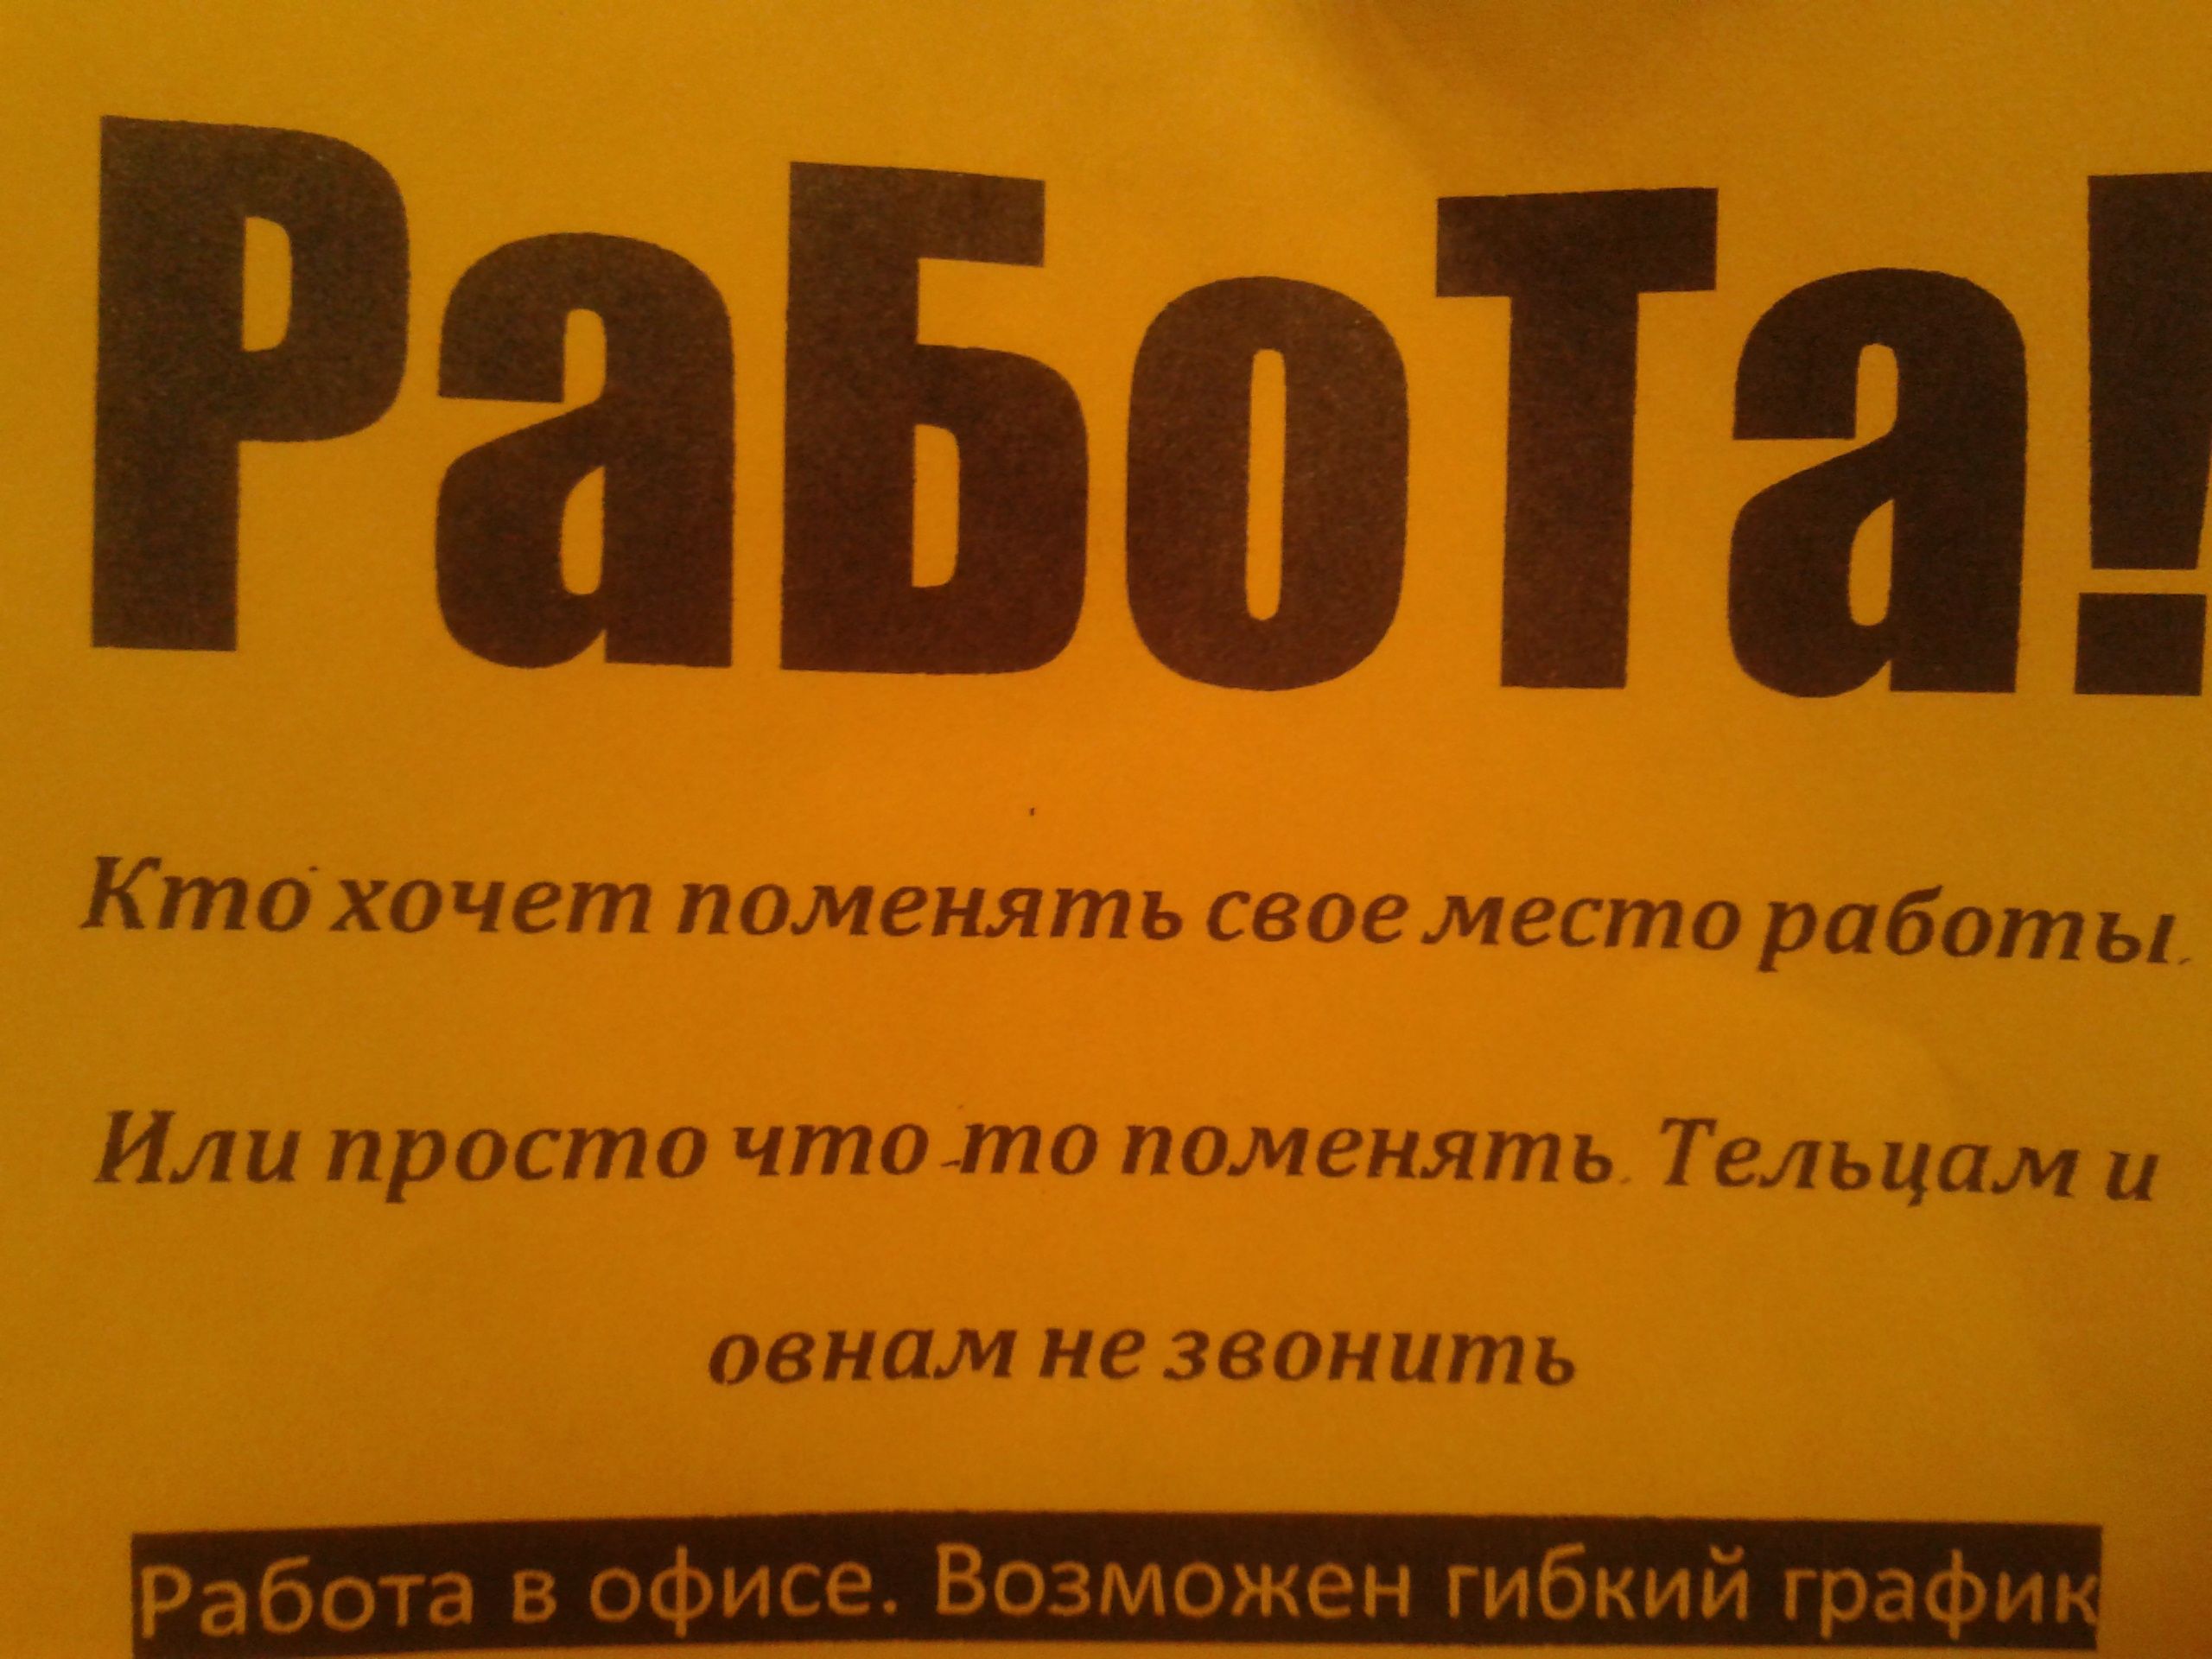 РаБоТа!
Кто хочет поменять свое место работы.
Или просто что-то поменять. Тельцам и
овнам не звонить
Работа в офисе. Возможен гибкий график